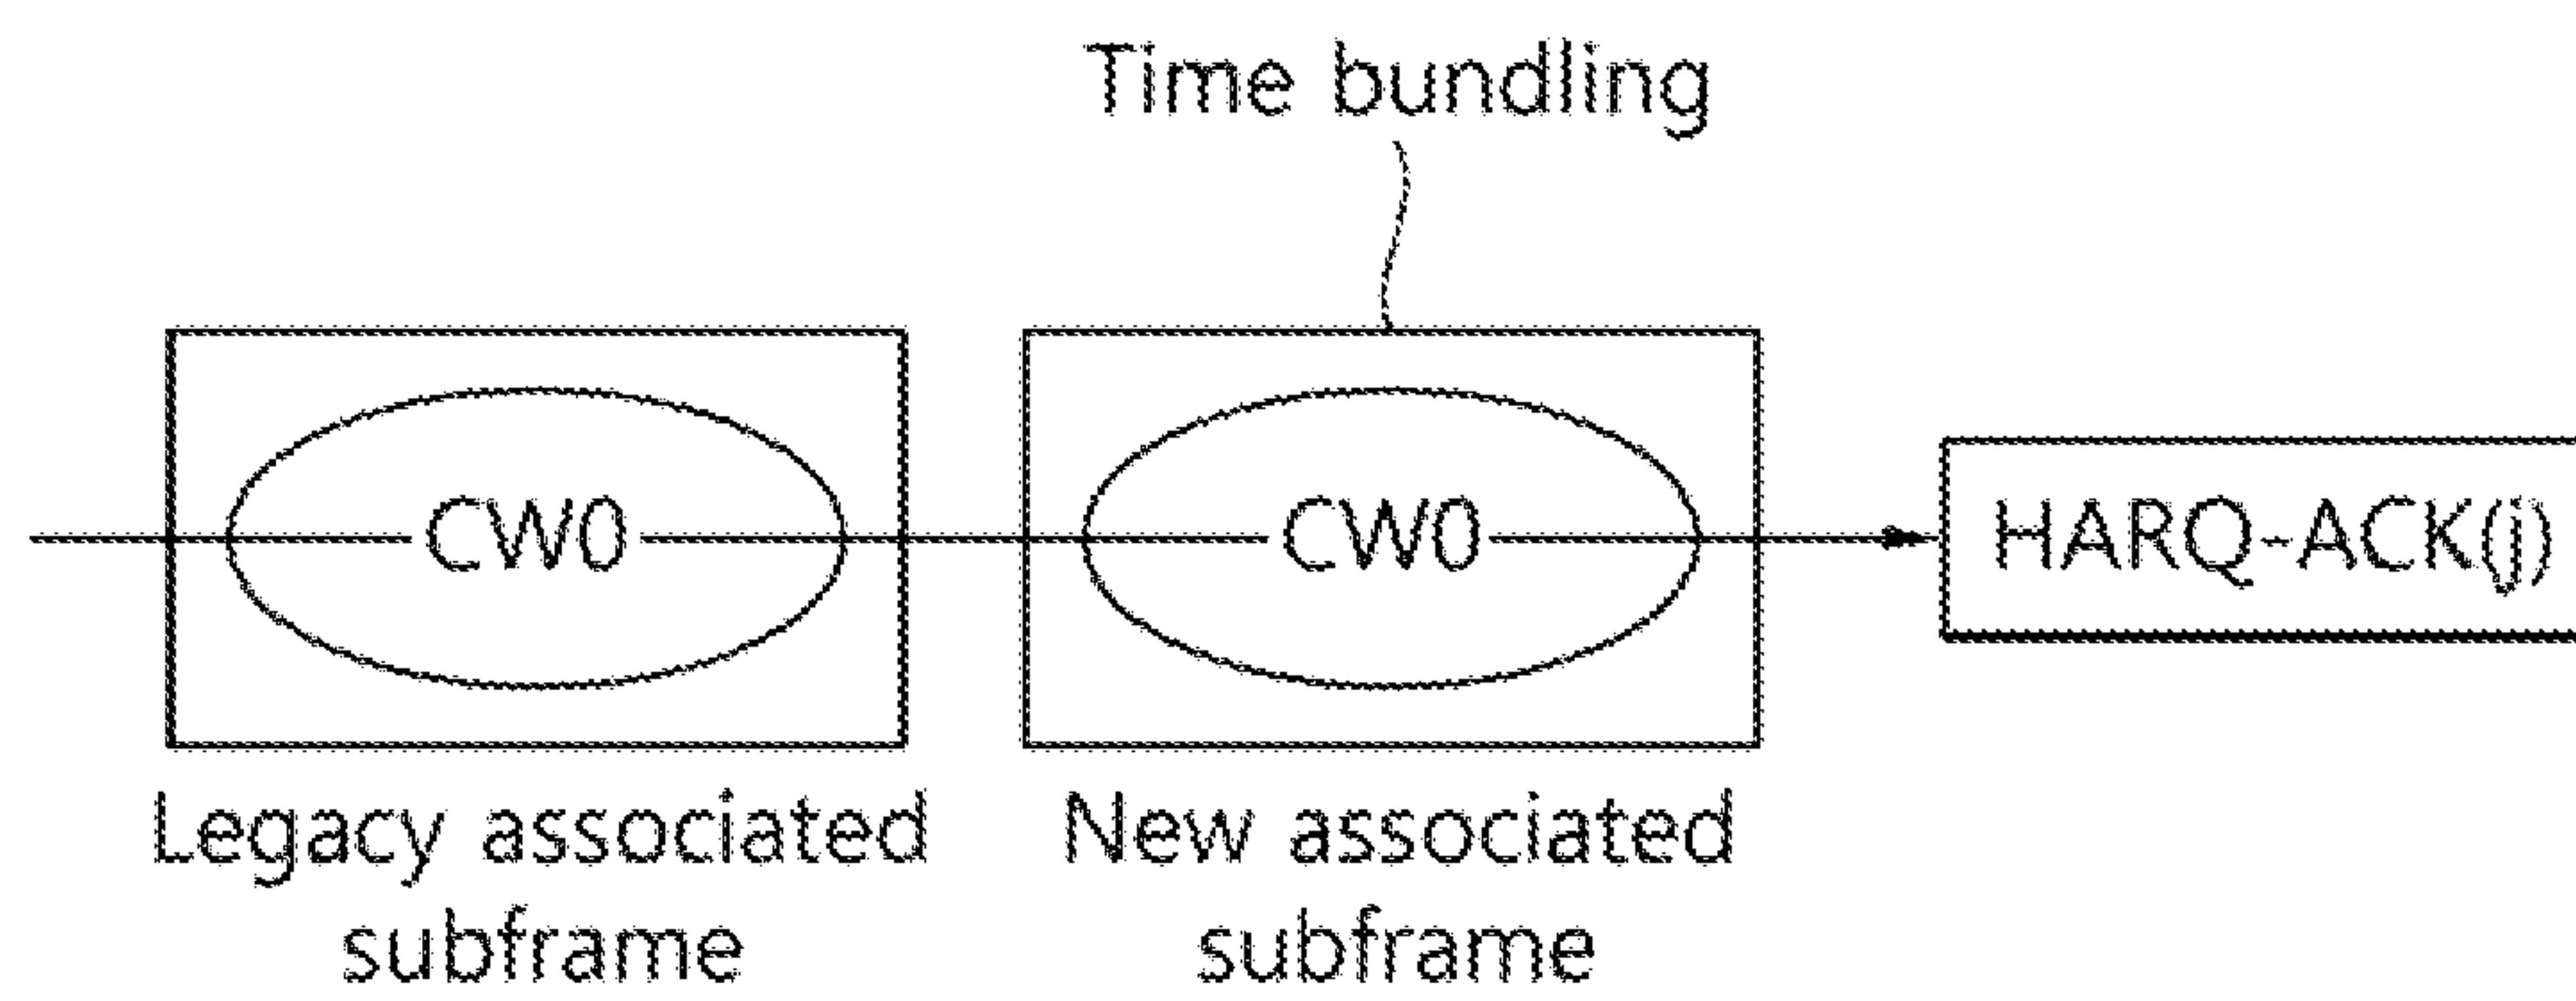 Time bundling
CW0
CW0
HARQ-ACK(j)
Legacy associated
subframe
New associated
subframe